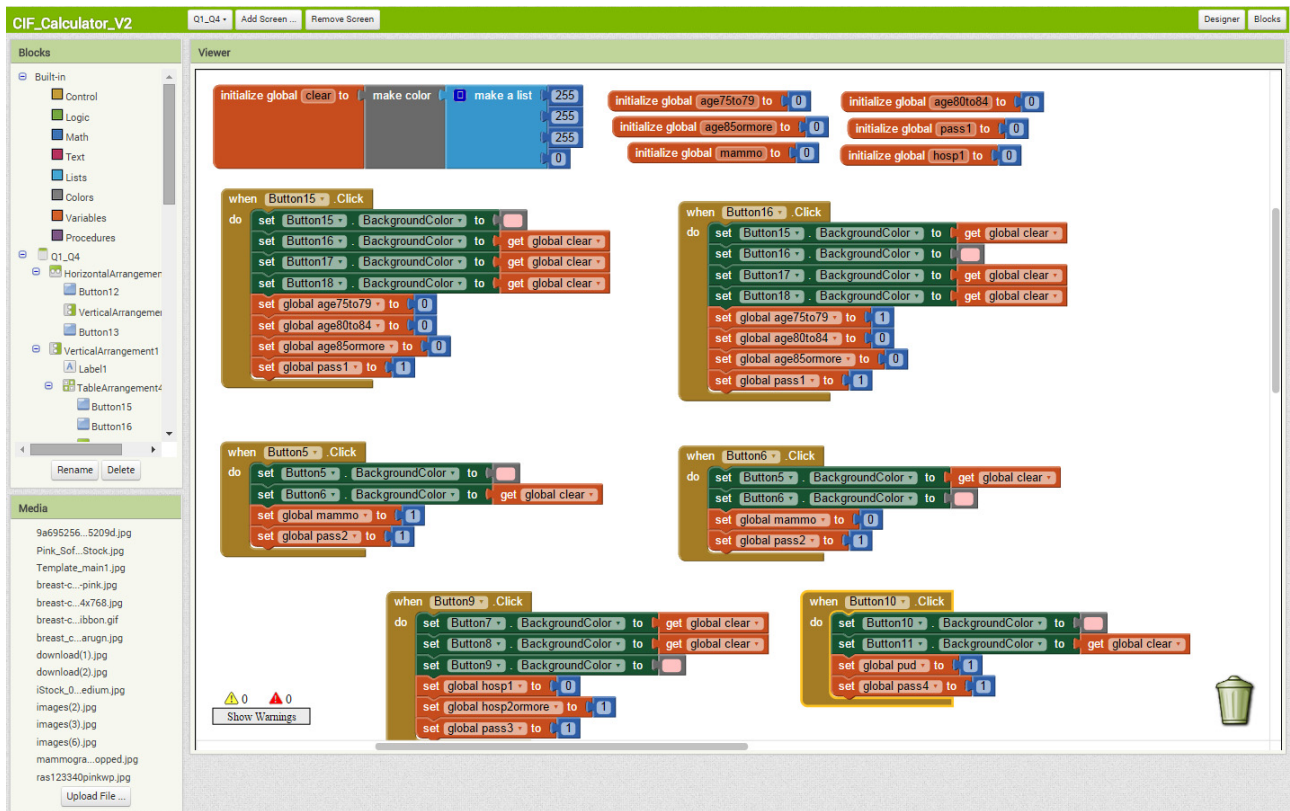 CIF_Calculator_V2
Q1_Q4
Add Screen ...
Remove Screen
Designer
Blocks
Blocks
Built-in
Control
Logic
Math
Text
Lists
Colors
Variables
Procedures
Q1_Q4
HorizontalArrangemer
Button12
VerticalArrangemer
Button13
VerticalArrangement1
A Label1
TableArrangement4
Button15
Button16
Rename
Delete
Media
9a695256...5209d.jpg
Pink_Sof...Stock.jpg
Template_main1.jpg
breast-c...-pink.jpg
breast-c...4x768.jpg
breast-c...ibbon.gif
breast_c...arugn.jpg
download(1).jpg
download(2).jpg
iStock_0...edium.jpg
images(2).jpg
images(3).jpg
images(6).jpg
mammogra...opped.jpg
ras123340pinkwp.jpg
Upload File ...
Viewer
initialize global clear to make color make a list 255
255
255
0
initialize global age75to79 to 0
initialize global age80to84 to 0
initialize global age85ormore to 0
initialize global pass1 to 0
initialize global mammo to 0
initialize global hosp1 to 0
when Button15 .Click
do set Button15 . BackgroundColor to
set Button16 . BackgroundColor to get global clear
set Button17 . BackgroundColor to get global clear
set Button18 . BackgroundColor to get global clear
set global age75to79 to 0
set global age80to84 to 0
set global age85ormore to 0
set global pass1 to 1
when Button16 .Click
do set Button15 . BackgroundColor to get global clear
set Button16 . BackgroundColor to
set Button17 . BackgroundColor to get global clear
set Button18 . BackgroundColor to get global clear
set global age75to79 to 1
set global age80to84 to 0
set global age85ormore to 0
set global pass1 to 1
when Button5 .Click
do set Button5 . BackgroundColor to
set Button6 . BackgroundColor to get global clear
set global mammo to 1
set global pass2 to 1
when Button6 .Click
do set Button5 . BackgroundColor to get global clear
set Button6 . BackgroundColor to
set global mammo to 0
set global pass2 to 1
when Button9 .Click
do set Button7 . BackgroundColor to get global clear
set Button8 . BackgroundColor to get global clear
set Button9 . BackgroundColor to
set global hosp1 to 0
set global hosp2ormore to 1
set global pass3 to 1
when Button10 .Click
do set Button10 . BackgroundColor to
set Button11 . BackgroundColor to get global clear
set global pud to 1
set global pass4 to 1
0 0
Show Warnings